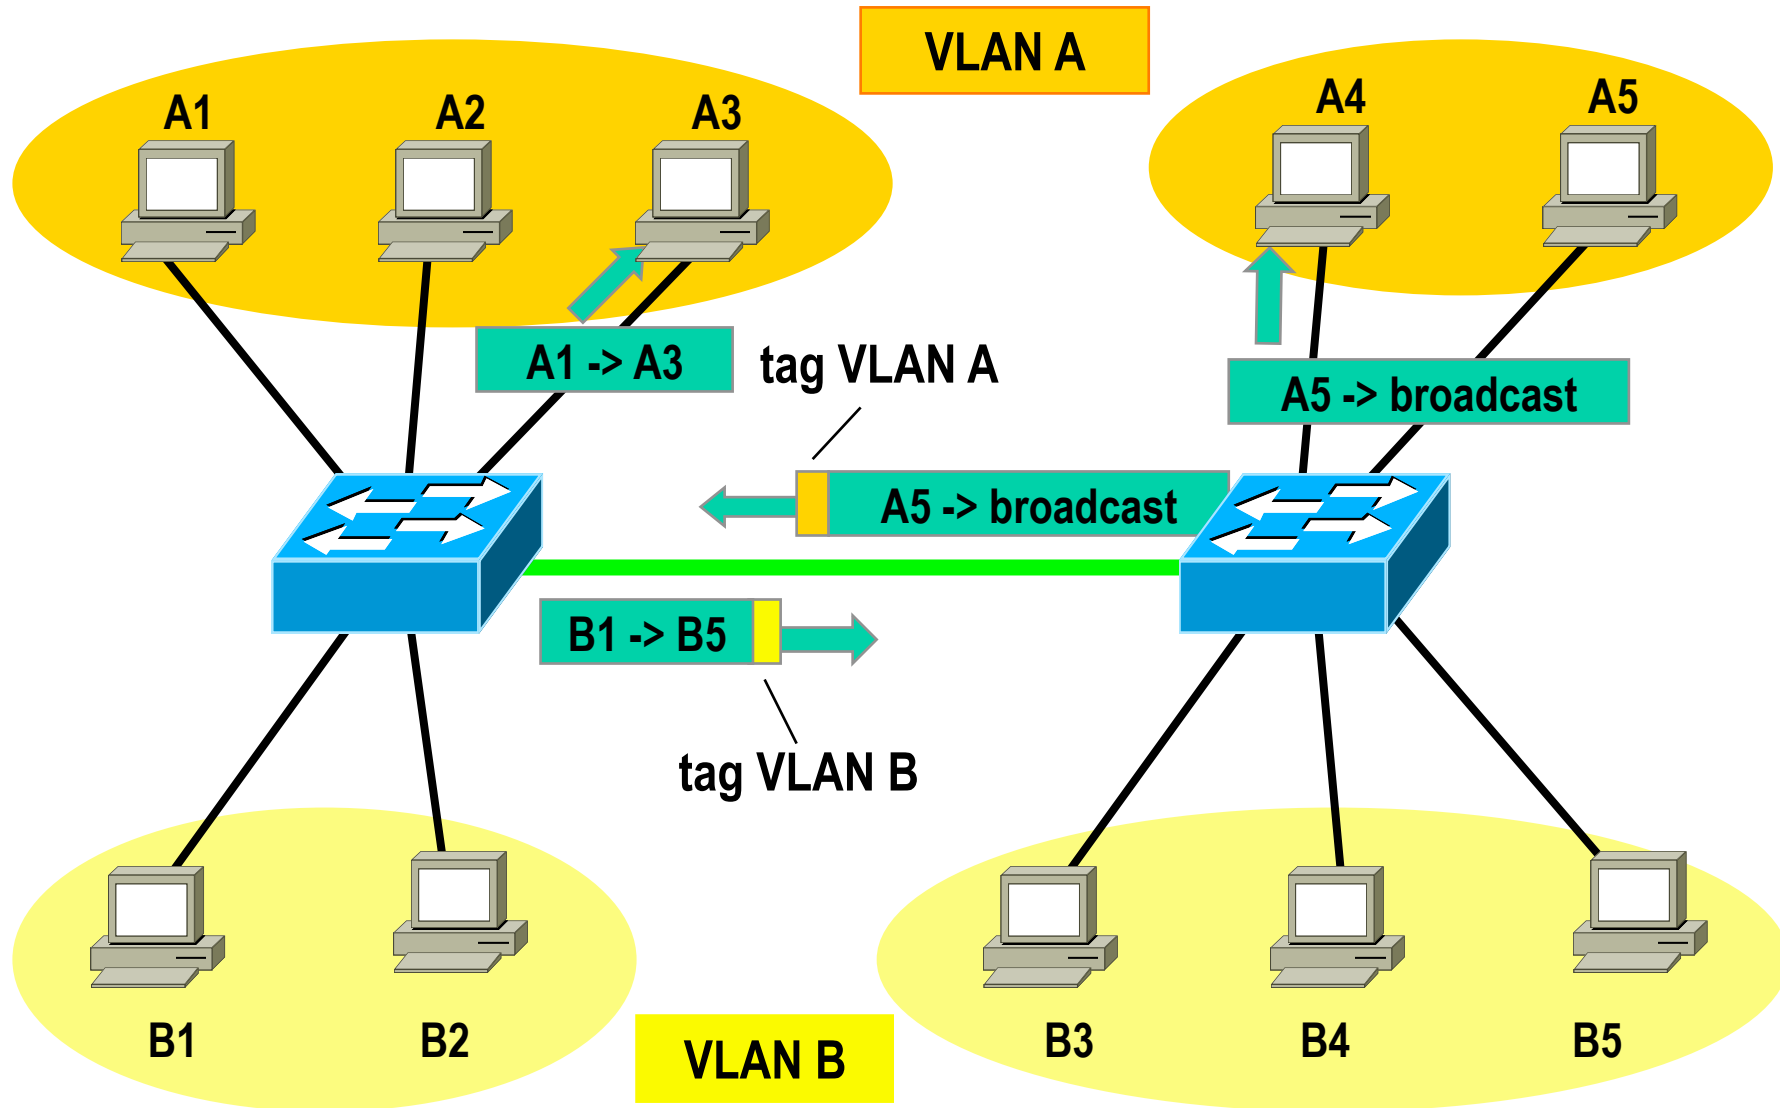 VLAN A
A1
A2
A3
A4
A5
A1 -> A3
tag VLAN A
A5 -> broadcast
A5 -> broadcast
B1 -> B5
tag VLAN B
B1
B2
B3
B4
B5
VLAN B